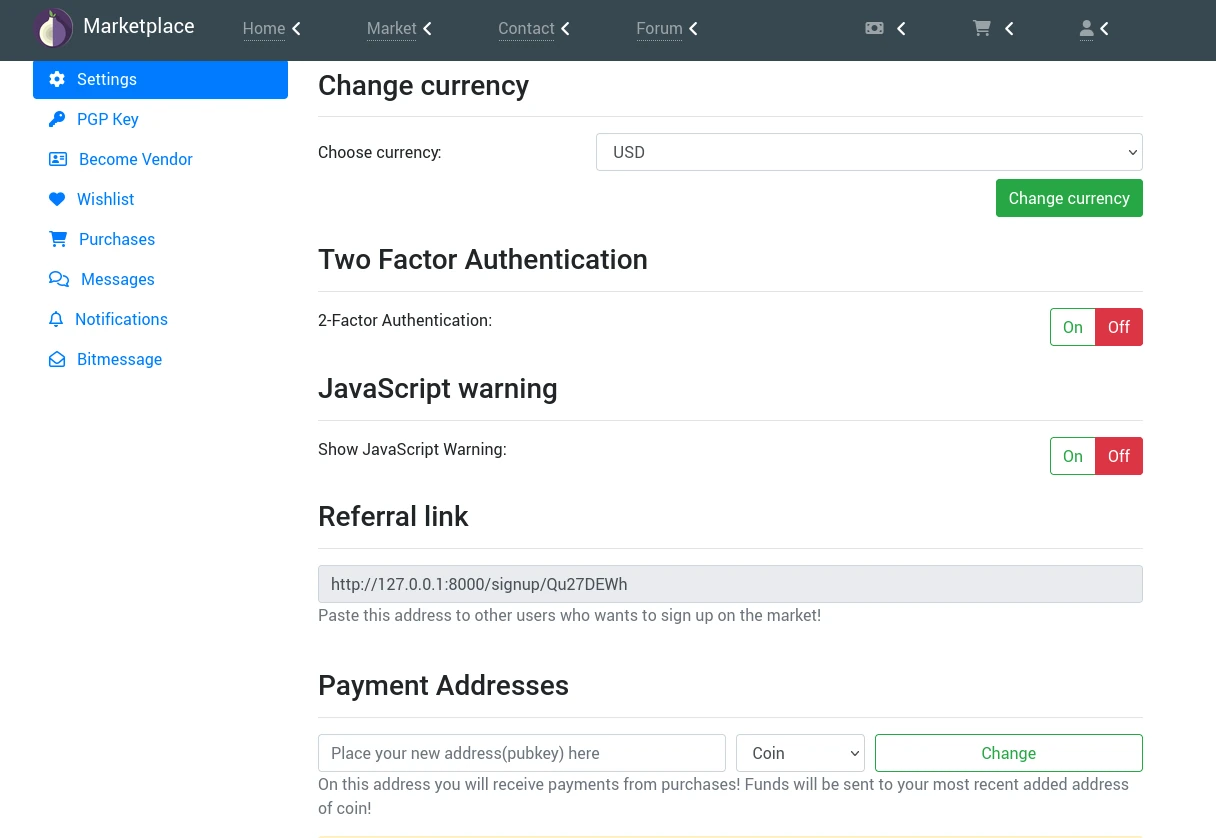 Marketplace
Home
Market
Contact
Forum
Settings
PGP Key
Become Vendor
Wishlist
Purchases
Messages
Notifications
Bitmessage
Change currency
Choose currency:
USD
Change currency
Two Factor Authentication
2-Factor Authentication:
On
Off
JavaScript warning
Show JavaScript Warning:
On
Off
Referral link
http://127.0.0.1:8000/signup/Qu27DEWh
Paste this address to other users who wants to sign up on the market!
Payment Addresses
Place your new address(pubkey) here
Coin
Change
On this address you will receive payments from purchases! Funds will be sent to your most recent added address
of coin!